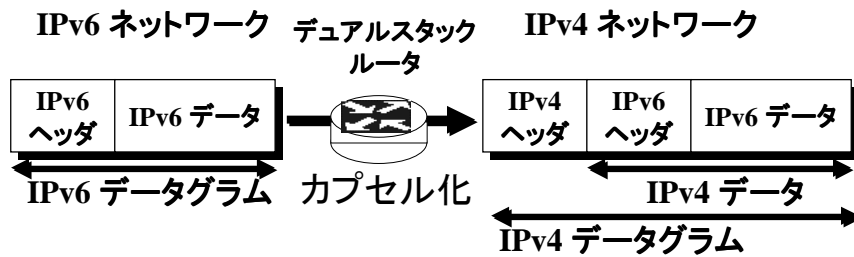 IPv6 ネットワーク
デュアルスタック
ルータ
IPv4 ネットワーク
IPv6
ヘッダ
IPv6 データ
IPv4
ヘッダ
IPv6
ヘッダ
IPv6 データ
IPv6 データグラム
カプセル化
IPv4 データ
IPv4 データグラム